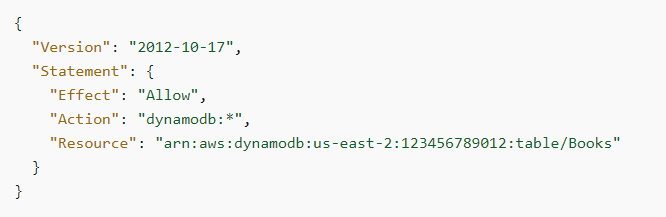 {
"Version": "2012-10-17",
"Statement": {
"Effect": "Allow",
"Action": "dynamodb:*",
"Resource": "arn:aws:dynamodb:us-east-2:123456789012:table/Books"
}
}